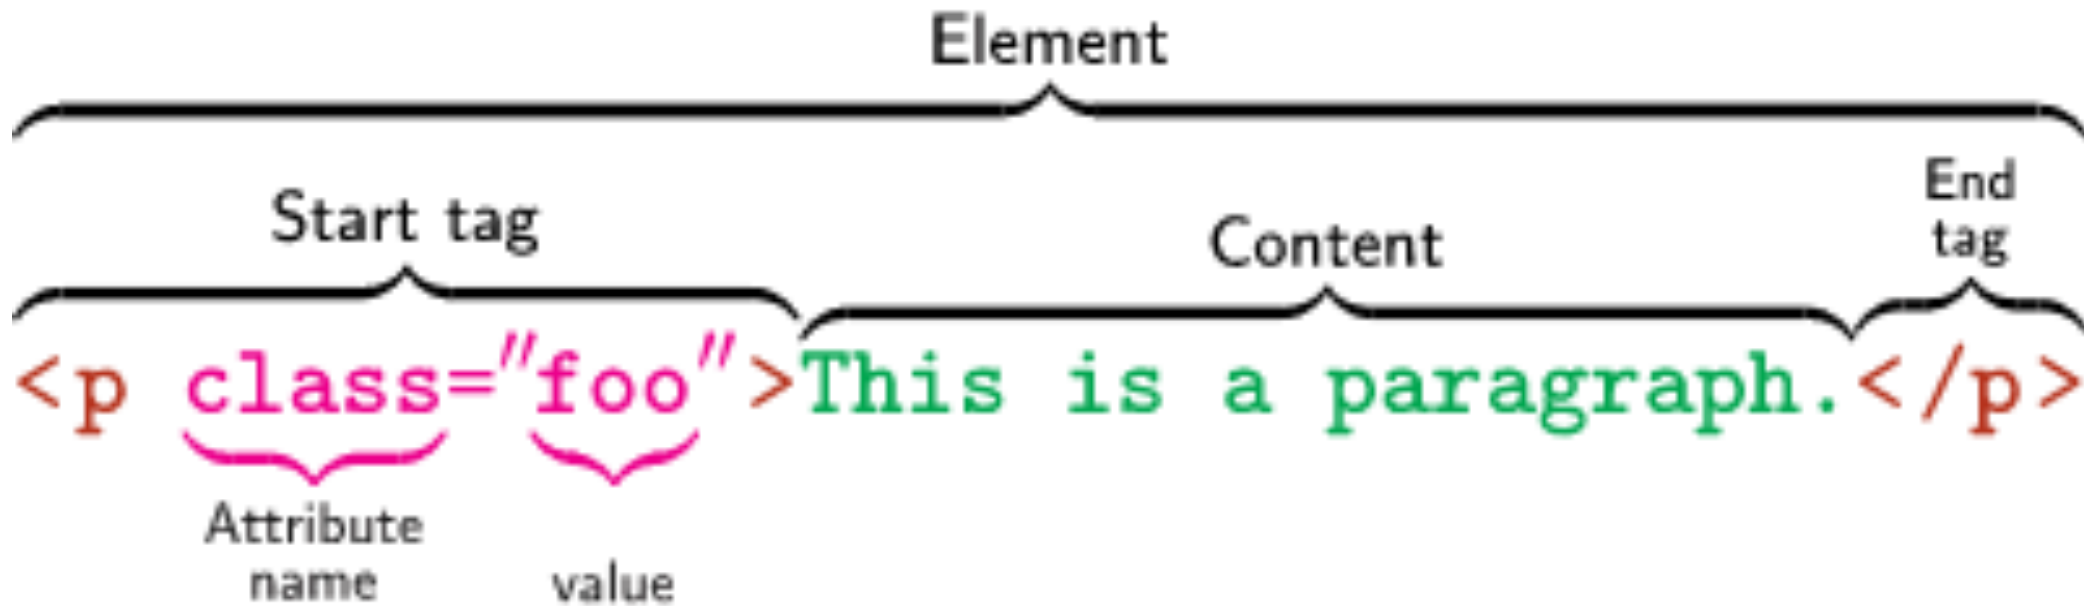 Element
Start tag
Content
End
tag
<p class="foo">This is a paragraph.</p>
Attribute
name
value